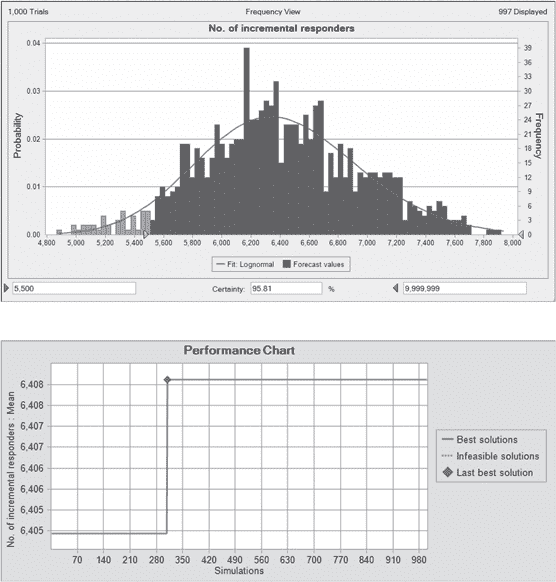 1,000 Trials Frequency View 997 Displayed
No. of incremental responders
0.04
0.03
0.02
0.01
0.00
Probability
39
36
33
30
27
24
21
18
15
12
9
6
3
0
Frequency
4,800 5,000 5,200 5,400 5,600 5,800 6,000 6,200 6,400 6,600 6,800 7,000 7,200 7,400 7,600 7,800 8,000
Fit: Lognormal Forecast values
5,500 Certainty: 95.81 % 9,999,999
Performance Chart
No. of incremental responders : Mean
6,408
6,408
6,407
6,407
6,406
6,406
6,405
6,405
70 140 210 280 350 420 490 560 630 700 770 840 910 980
Simulations
Best solutions
Infeasible solutions
Last best solution